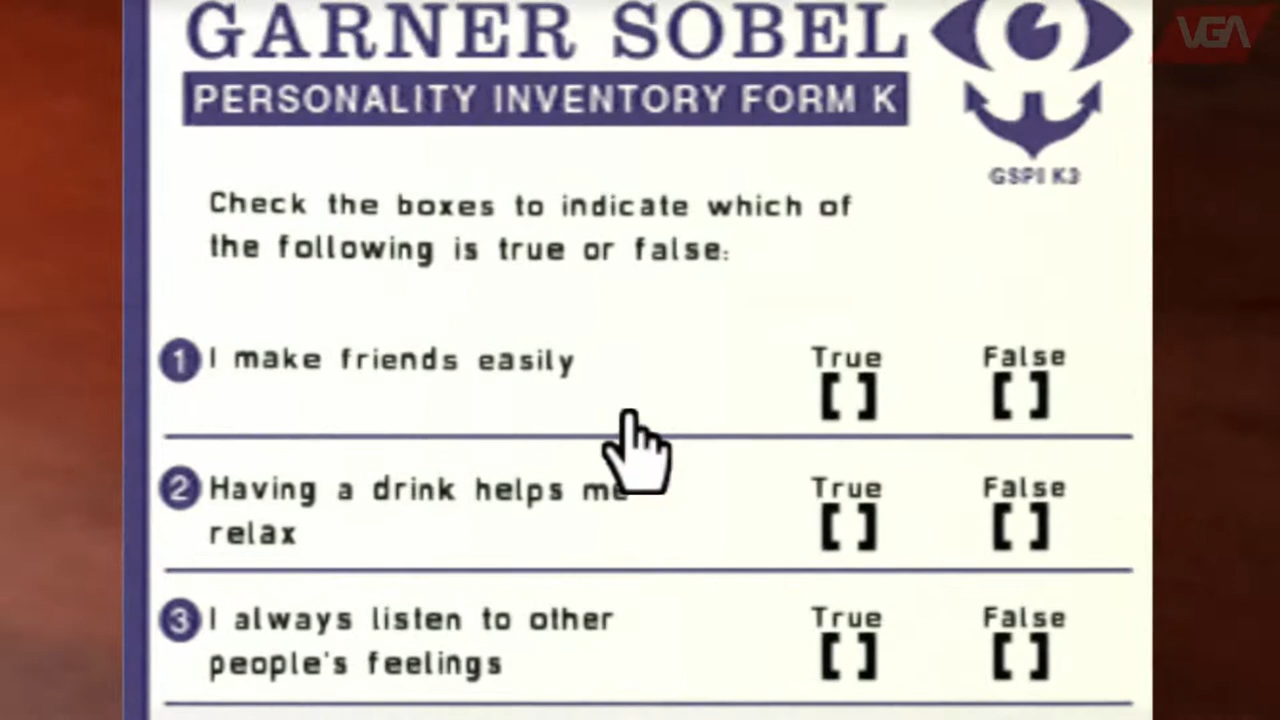 GARNER SOBEL
VGA
PERSONALITY INVENTORY FORM K
GSPI K3
Check the boxes to indicate which of
the following is true or false:
1 I make friends easily True False
[ ] [ ]
2 Having a drink helps me True False
relax [ ] [ ]
3 I always listen to other True False
people's feelings [ ] [ ]